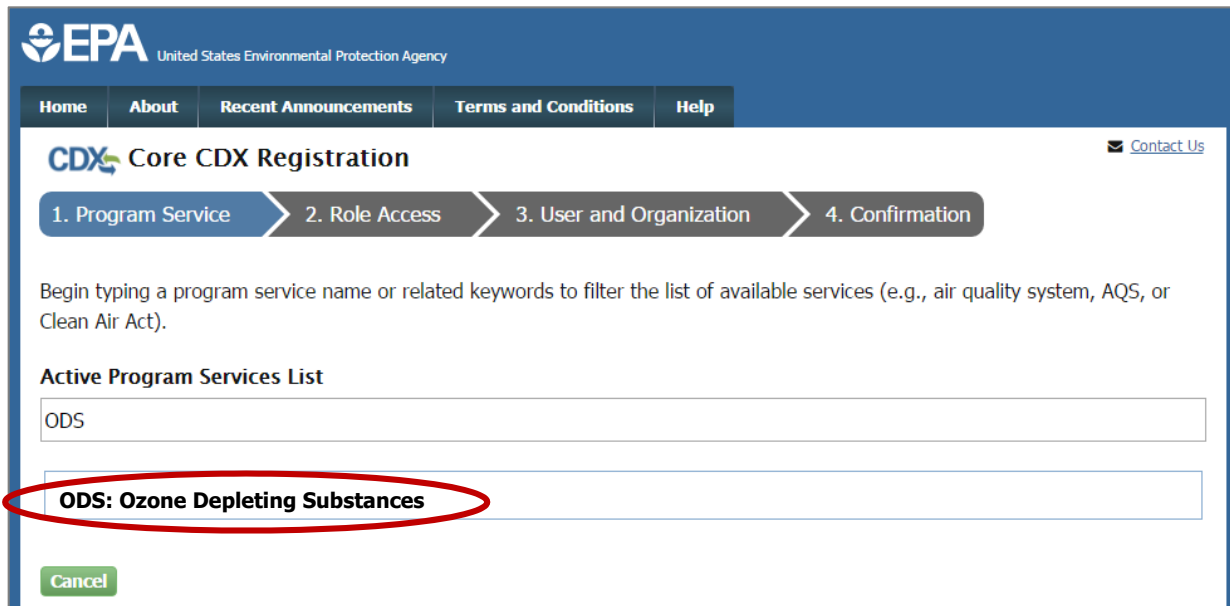 EPA United States Environmental Protection Agency
Home About Recent Announcements Terms and Conditions Help
CDX Core CDX Registration
Contact Us
1. Program Service 2. Role Access 3. User and Organization 4. Confirmation
Begin typing a program service name or related keywords to filter the list of available services (e.g., air quality system, AQS, or
Clean Air Act).
Active Program Services List
ODS
ODS: Ozone Depleting Substances
Cancel